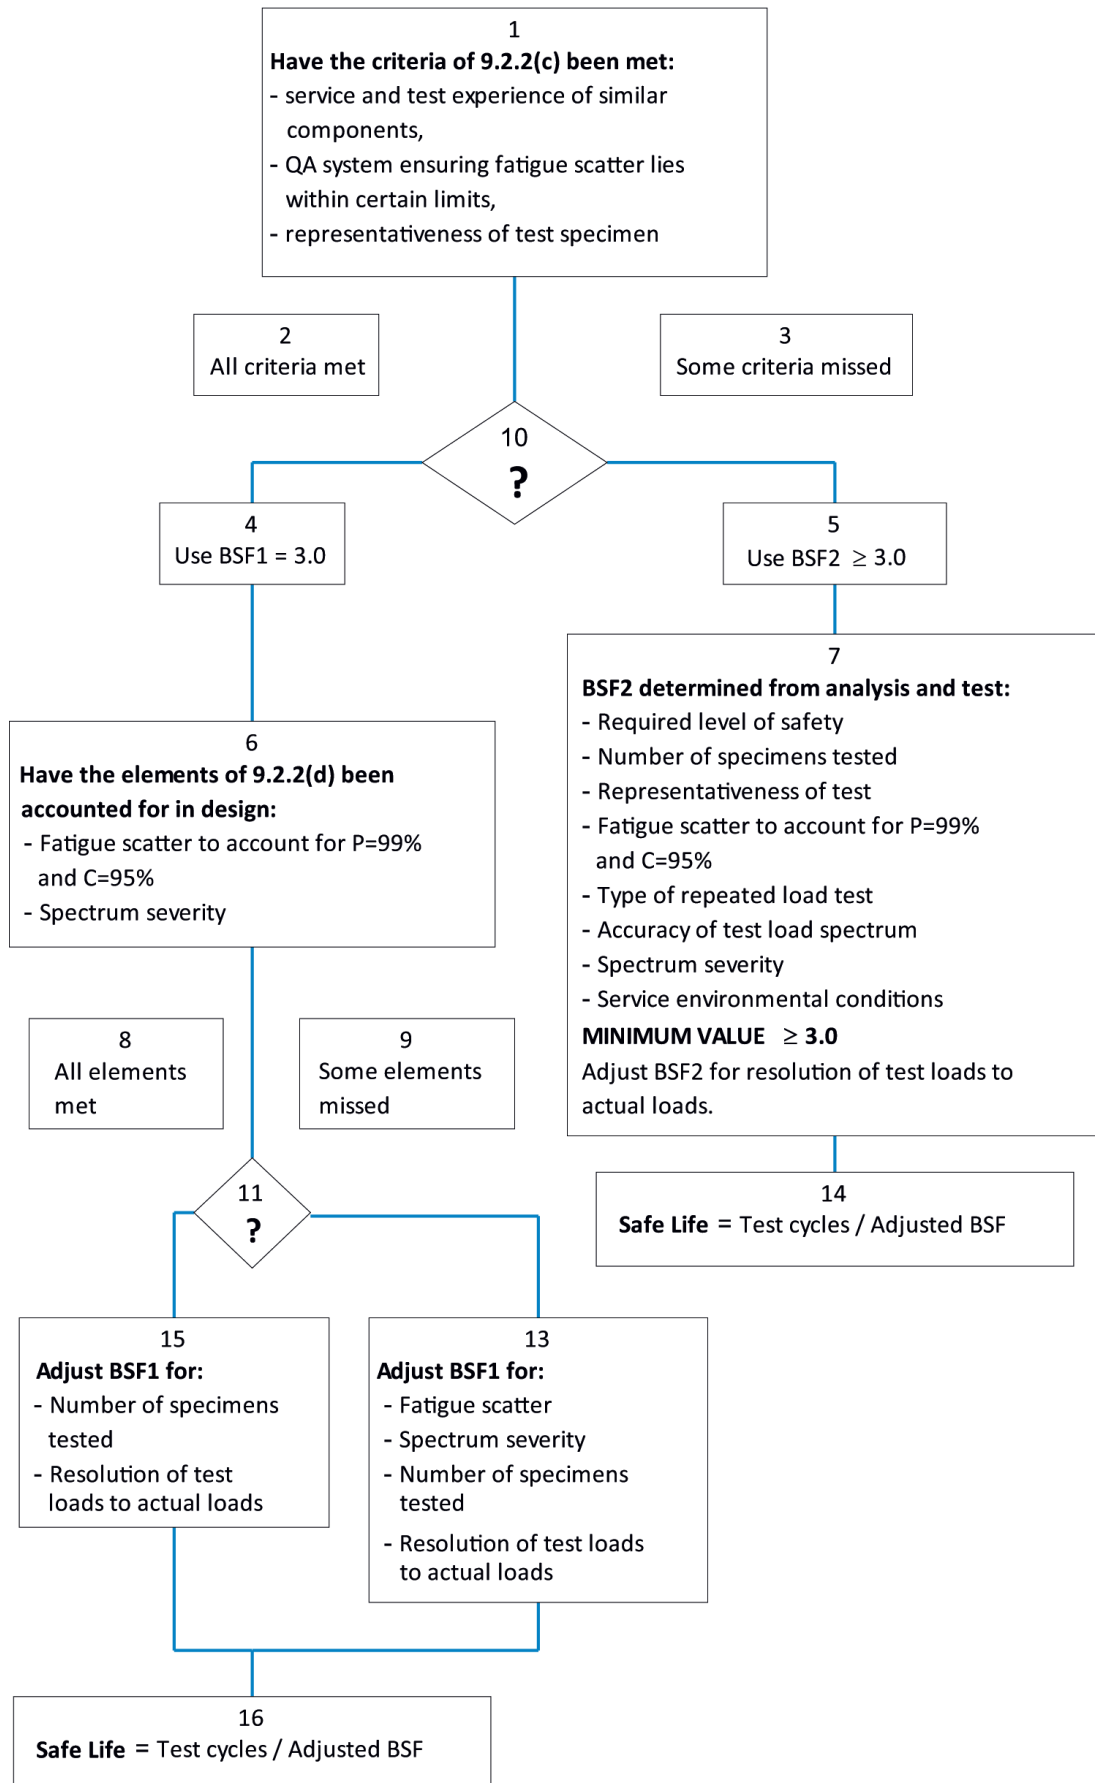 1
Have the criteria of 9.2.2(c) been met:
- service and test experience of similar
components,
- QA system ensuring fatigue scatter lies
within certain limits,
- representativeness of test specimen
2
All criteria met
3
Some criteria missed
10
?
4
Use BSF1 = 3.0
5
Use BSF2 ≥ 3.0
6
Have the elements of 9.2.2(d) been
accounted for in design:
- Fatigue scatter to account for P=99%
and C=95%
- Spectrum severity
7
BSF2 determined from analysis and test:
- Required level of safety
- Number of specimens tested
- Representativeness of test
- Fatigue scatter to account for P=99%
and C=95%
- Type of repeated load test
- Accuracy of test load spectrum
- Spectrum severity
- Service environmental conditions
MINIMUM VALUE ≥ 3.0
Adjust BSF2 for resolution of test loads to
actual loads.
8
All elements
met
9
Some elements
missed
11
?
14
Safe Life = Test cycles / Adjusted BSF
15
Adjust BSF1 for:
- Number of specimens
tested
- Resolution of test
loads to actual loads
13
Adjust BSF1 for:
- Fatigue scatter
- Spectrum severity
- Number of specimens
tested
- Resolution of test loads
to actual loads
16
Safe Life = Test cycles / Adjusted BSF